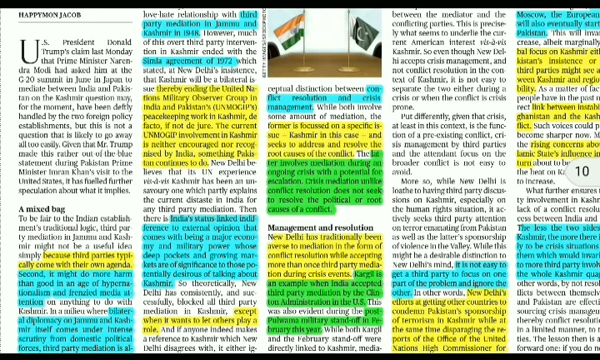 HAPPYMON JACOB
U.S. President Donald
Trump's claim last Monday
that Prime Minister Naren-
dra Modi had asked him at the
G-20 summit in June in Japan to
mediate between India and Pakis-
tan on the Kashmir question may,
for the moment, have been deftly
handled by the two foreign policy
establishments, but this is not a
question that is likely to go away
all too easily. Given that Mr. Trump
made this rather out of the blue
statement during Pakistan Prime
Minister Imran Khan's visit to the
United States, it has fuelled further
speculation about what it implies.
A mixed bag
To be fair to the Indian establish-
ment's traditional logic, third par-
ty mediation in Jammu and Kash-
mir might not be a useful idea
simply because third parties typi-
cally come with their own agenda.
Second, it might do more harm
than good in an age of hyperna-
tionalism and frenzied media at-
tention on anything to do with
Kashmir. In a milieu where bilater-
al diplomacy on Jammu and Kash-
mir itself comes under intense
scrutiny from domestic political
forces, third party mediation is al-
love-hate relationship with third
party mediation in Jammu and
Kashmir in 1948. However, much
of this overt third party interven-
tion in Kashmir ended with the
Simla agreement of 1972 which
stated, at New Delhi's insistence,
that Kashmir will be a bilateral is-
sue thereby ending the United Na-
tions Military Observer Group in
India and Pakistan's (UNMOGIP's)
peacekeeping work in Kashmir, de
facto, if not de jure. The current
UNMOGIP involvement in Kashmir
is neither encouraged nor recog-
nised by India, something Pakis-
tan continues to do. New Delhi be-
lieves that its UN experience
vis-à-vis Kashmir has been an un-
savoury one which partly explains
the current distaste in India for
any third party mediation. Then
there is India's status-linked indif-
ference to external opinion that
comes with being a major econo-
my and military power whose
deep pockets and growing mar-
kets are of significance to those po-
tentially desirous of talking about
Kashmir. So theoretically, New
Delhi has consistently, and suc-
cessfully, blocked all third party
mediation in Kashmir, except
when it wants to let others play a
role. And if anyone indeed made
a reference to Kashmir which New
Delhi disagrees with, it either ig-
ceptual distinction between con-
flict resolution and crisis
management. While both involve
some amount of mediation, the
former is focused on a specific is-
sue – Kashmir in this case – and
seeks to address and resolve the
root causes of the conflict. The lat-
ter involves mediating during an
ongoing crisis with a potential for
escalation. Crisis mediation unlike
conflict resolution does not seek
to resolve the political or root
causes of a conflict.
Management and resolution
New Delhi has traditionally been
averse to mediation in the form of
conflict resolution while accepting
more than once third party media-
tion during crisis events. Kargil is
an example when India accepted
third party mediation by the Clin-
ton Administration in the U.S. This
was also evident during the post-
Pulwama military stand-off in Fe-
bruary this year. While both Kargil
and the February stand-off were
directly linked to Kashmir, media-
between the mediator and the
conflicting parties. This is precise-
ly what seems to underlie the cur-
rent American interest vis-à-vis
Kashmir. So even though New Del-
hi accepts crisis management, and
not conflict resolution in the con-
text of Kashmir, it is not easy to
separate the two either during a
crisis or when the conflict crisis is
prone.
Put differently, given that crisis,
at least in this context, is the func-
tion of a pre-existing conflict, cri-
sis management by third parties
and the attendant focus on the
broader conflict is not easy to
avoid.
More so, while New Delhi is
loathe to having third party discus-
sions on Kashmir, especially on
the human rights situation, it ac-
tively seeks third party attention
on terror emanating from Pakistan
as well as the latter's sponsorship
of violence in the Valley. While this
might be a desirable distinction to
New Delhi's mind, it is not easy to
get a third party to focus on one
part of the problem and ignore the
other. In other words, New Delhi's
efforts at getting other countries to
condemn Pakistan's sponsorship
of terrorism in Kashmir while at
the same time disparaging the re-
ports of the Office of the United
Nations High Commissioner for
Moscow, the European
will also eventually start
Pakistan. This will invar-
crease, albeit marginally
bal focus on Kashmir eith-
kistan's insistence or
third parties might see a
ween Kashmir and regio-
bility. As a matter of fact
people have in the past
rect link between instabil-
ghanistan and the Kashm-
flict. Such voices could p-
become sharper now. M-
the rising concerns abou-
lamic State's influence in
turn about to be
the heat on K
to increase.
10
What further ensures
ty involvement in Kashm-
lack of a conflict resolu-
cess between India and
The less the two sides
Kashmir, the more there
ly to be crisis situations
them which would inva-
to more third party invol-
the whole Kashmir qua-
other words, by not resol-
flicts between themsel-
and Pakistan are effecti-
sourcing crisis manageme-
thereby conflict resolut-
in a limited manner, to
ties. The lesson then is a
forward one: if you do no